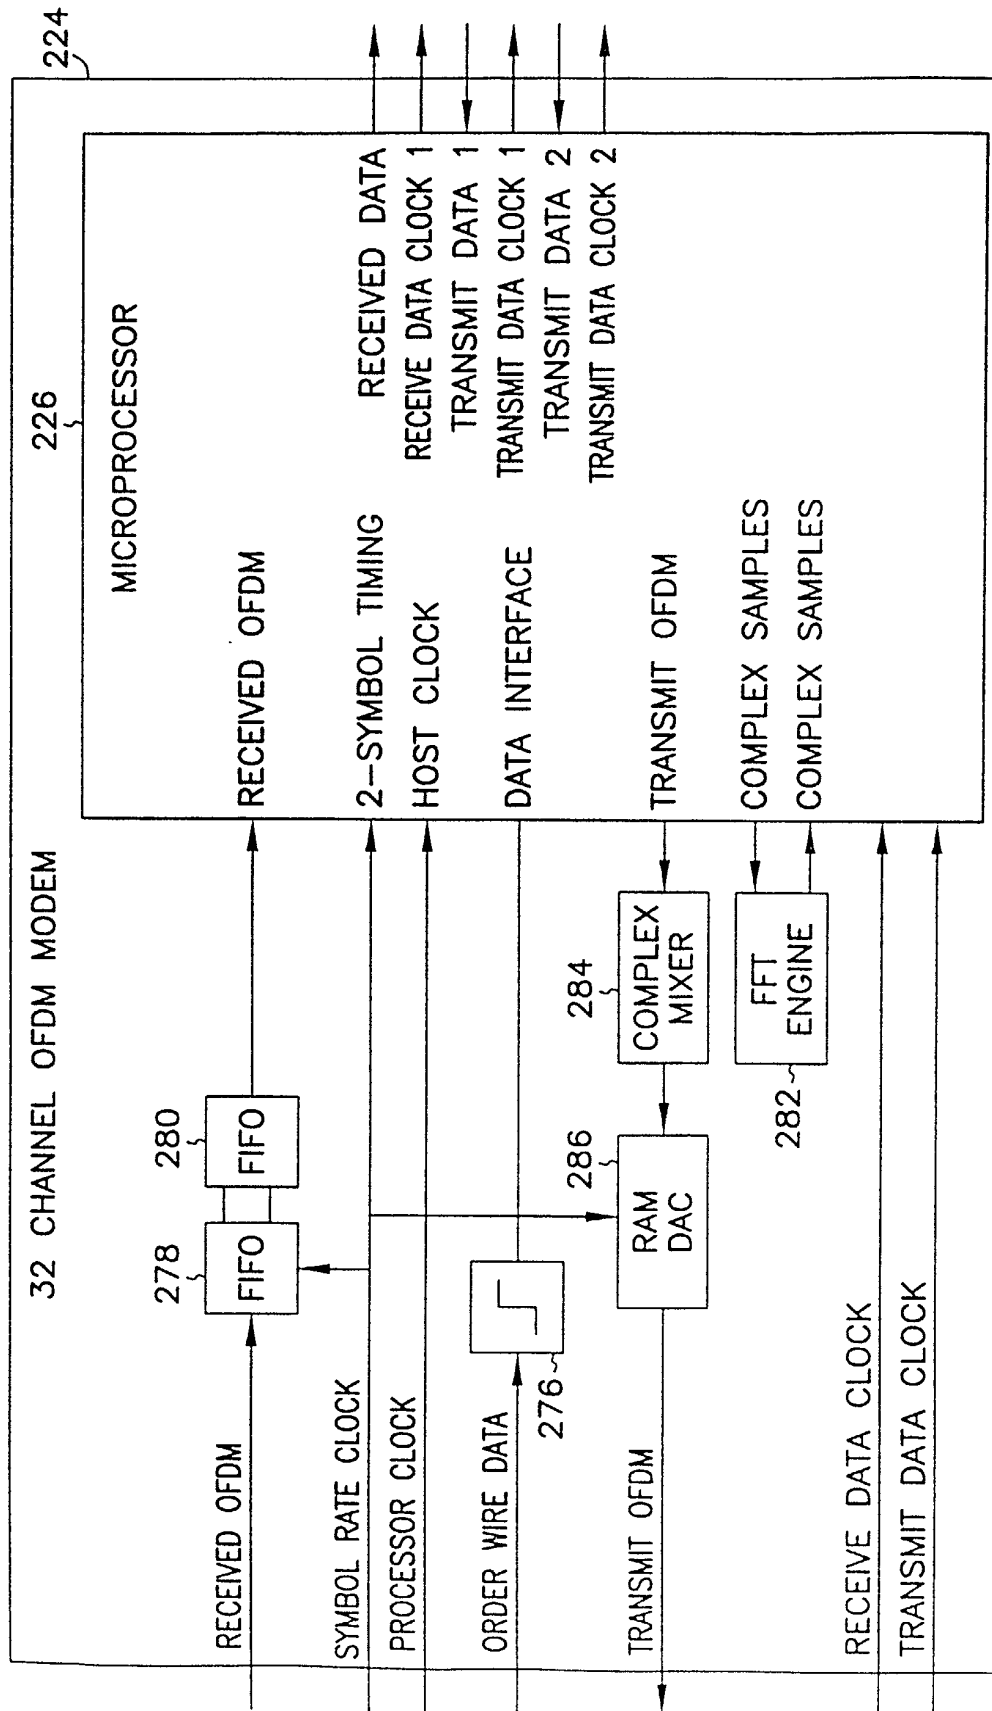 224
32 CHANNEL OFDM MODEM
226
MICROPROCESSOR
RECEIVED OFDM
278
FIFO
280
FIFO
RECEIVED OFDM
SYMBOL RATE CLOCK
2-SYMBOL TIMING
PROCESSOR CLOCK
HOST CLOCK
ORDER WIRE DATA
276
DATA INTERFACE
TRANSMIT OFDM
286
RAM
DAC
284
COMPLEX
MIXER
TRANSMIT OFDM
282
FFT
ENGINE
COMPLEX SAMPLES
COMPLEX SAMPLES
RECEIVE DATA CLOCK
TRANSMIT DATA CLOCK
RECEIVED DATA
RECEIVE DATA CLOCK 1
TRANSMIT DATA 1
TRANSMIT DATA CLOCK 1
TRANSMIT DATA 2
TRANSMIT DATA CLOCK 2